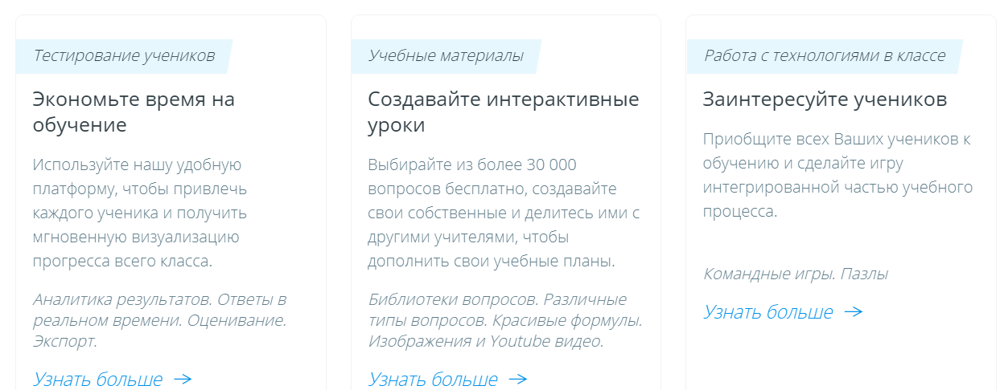 Тестирование учеников
Экономьте время на
обучение
Используйте нашу удобную
платформу, чтобы привлечь
каждого ученика и получить
мгновенную визуализацию
прогресса всего класса.
Аналитика результатов. Ответы в
реальном времени. Оценивание.
Экспорт.
Узнать больше →
Учебные материалы
Создавайте интерактивные
уроки
Выбирайте из более 30 000
вопросов бесплатно, создавайте
свои собственные и делитесь ими с
другими учителями, чтобы
дополнить свои учебные планы.
Библиотеки вопросов. Различные
типы вопросов. Красивые формулы.
Изображения и Youtube видео.
Узнать больше →
Работа с технологиями в классе
Заинтересуйте учеников
Приобщите всех Ваших учеников к
обучению и сделайте игру
интегрированной частью учебного
процесса.
Командные игры. Пазлы
Узнать больше →